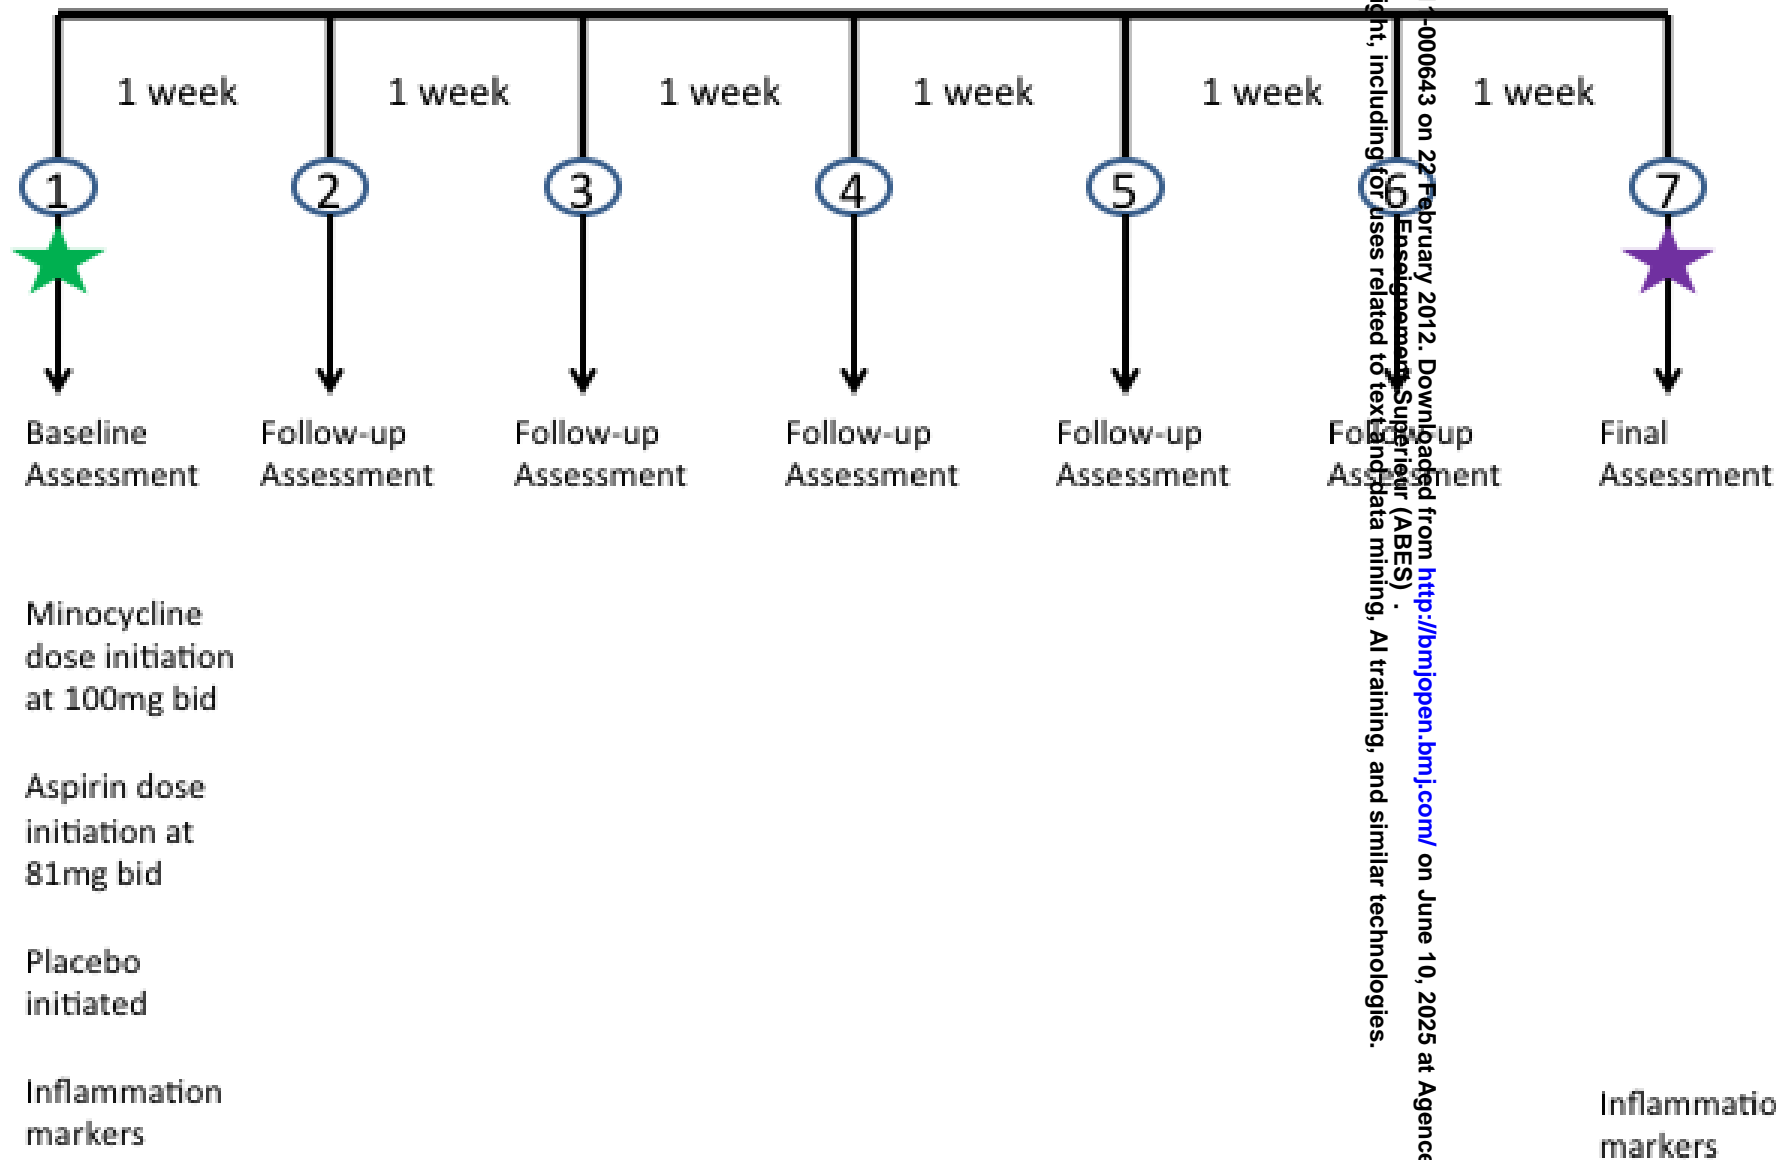 1 week 1 week 1 week 1 week 1 week 1 week
1 2 3 4 5 6 7
Baseline
Assessment
Follow-up
Assessment
Follow-up
Assessment
Follow-up
Assessment
Follow-up
Assessment
Follow-up
Assessment
Final
Assessment
Minocycline
dose initiation
at 100mg bid
Aspirin dose
initiation at
81mg bid
Placebo
initiated
Inflammation
markers
Inflammatio
markers
-000643 on 22 February 2012. Downloaded from http://bmjopen.bmj.com/ on June 10, 2025 at Agence
Enseignement Superieur (ABES) .
ght, including for uses related to text and data mining, AI training, and similar technologies.